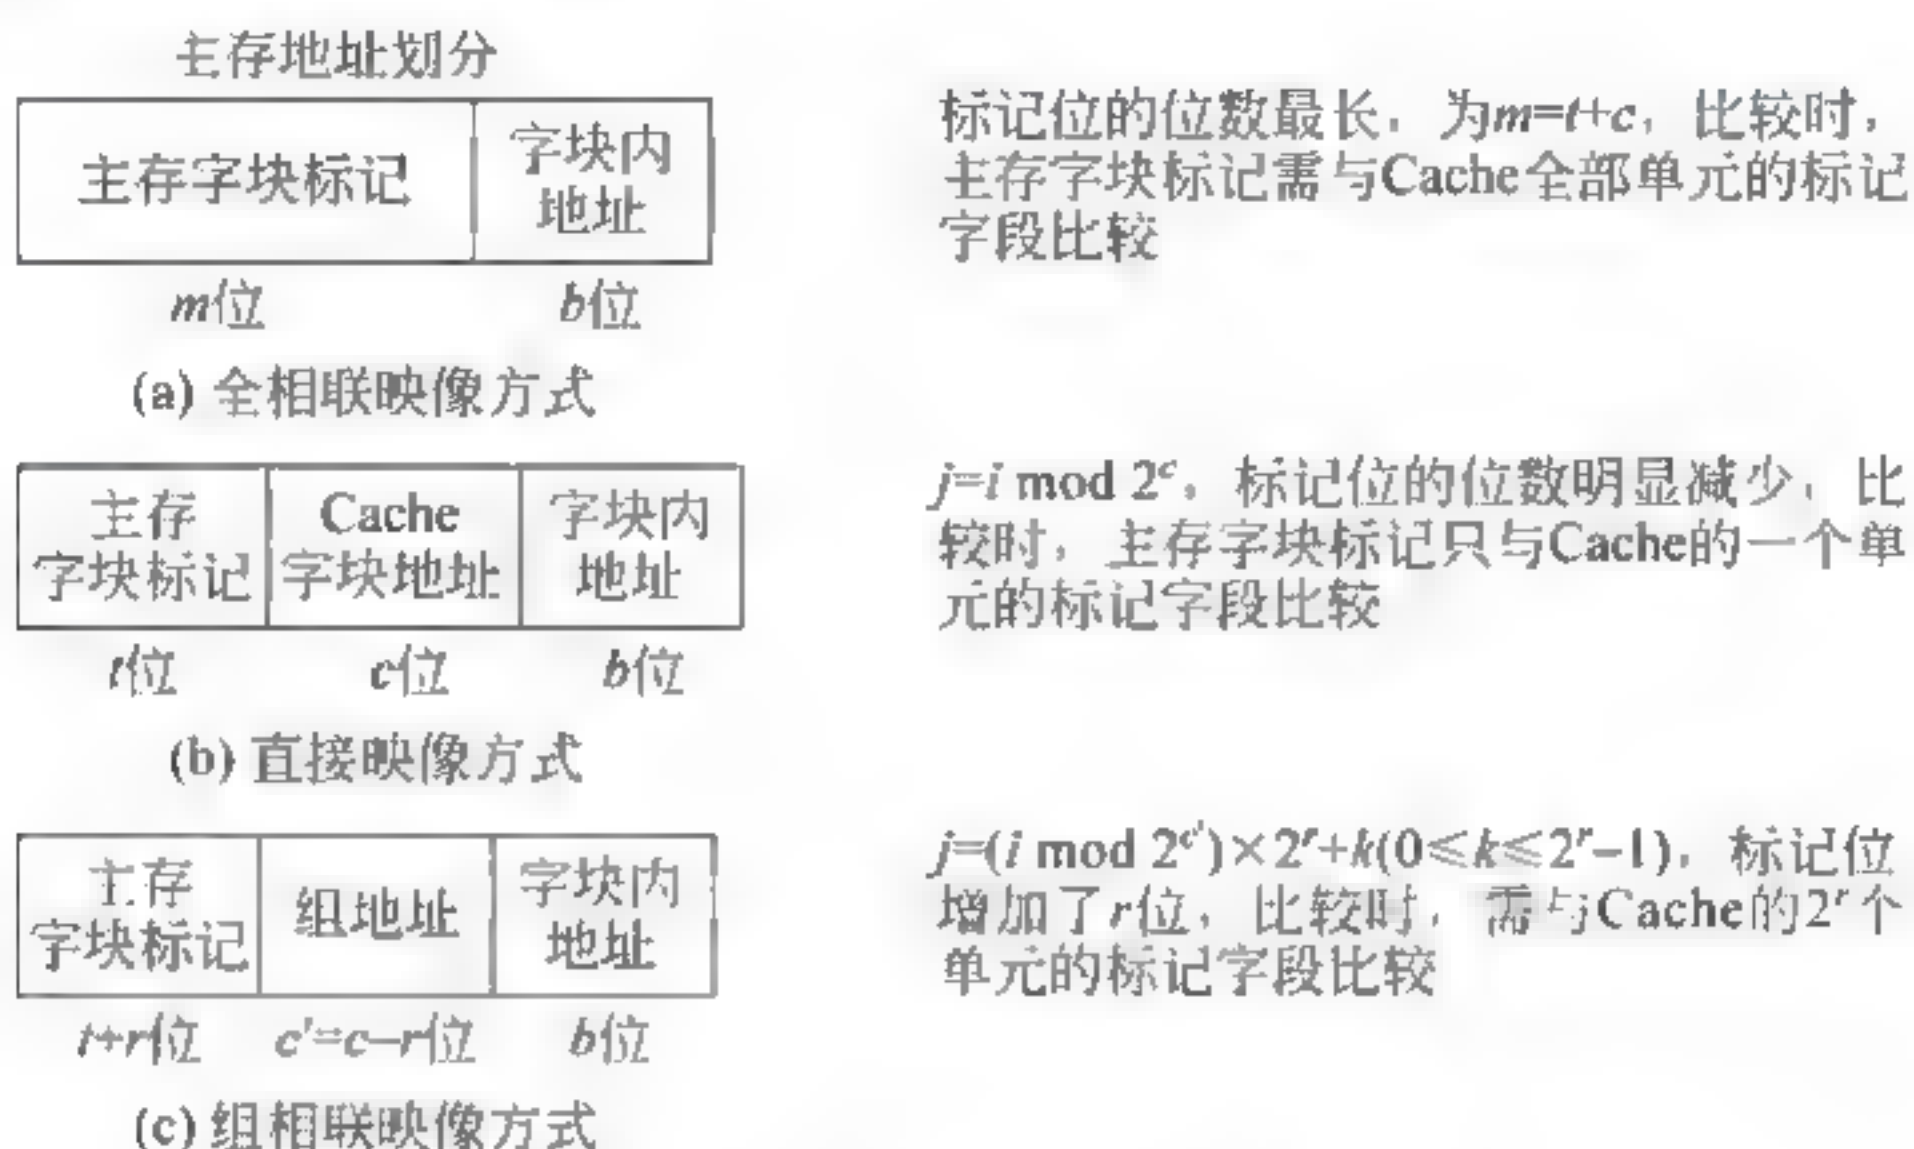 主存地址划分
主存字块标记
字块内
地址
m位
b位
(a) 全相联映像方式
标记位的位数最长，为m=t+c，比较时，
主存字块标记需与Cache全部单元的标记
字段比较
主存
字块标记
Cache
字块地址
字块内
地址
t位
c位
b位
(b) 直接映像方式
j=i mod 2ᶜ，标记位的位数明显减少，比
较时，主存字块标记只与Cache的一个单
元的标记字段比较
主存
字块标记
组地址
字块内
地址
t+r位
c'=c-r位
b位
(c) 组相联映像方式
j=(i mod 2ᶜ')×2ʳ+k(0≤k≤2ʳ-1)，标记位
增加了r位，比较时，需与Cache的2ʳ个
单元的标记字段比较